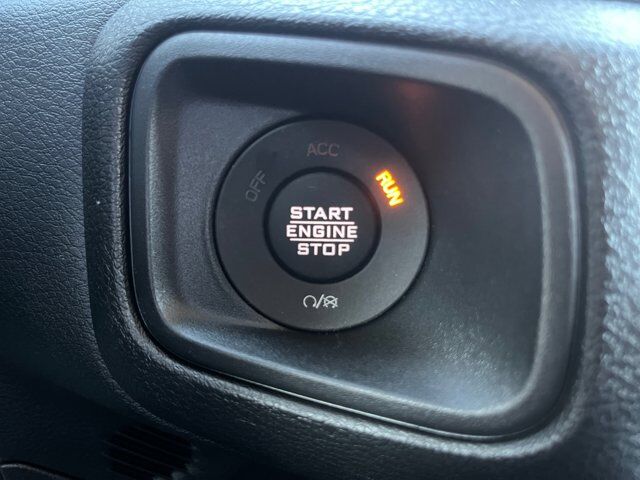 ACC
OFF
RUN
START
ENGINE
STOP